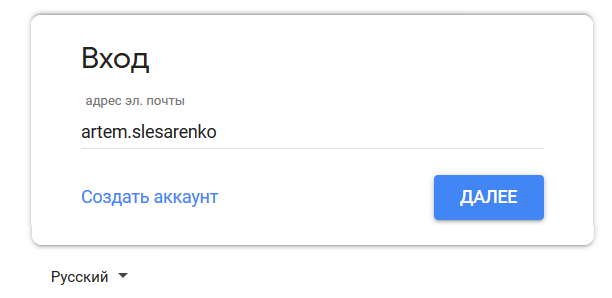 Вход
адрес эл. почты
artem.slesarenko
Создать аккаунт
ДАЛЕЕ
Русский